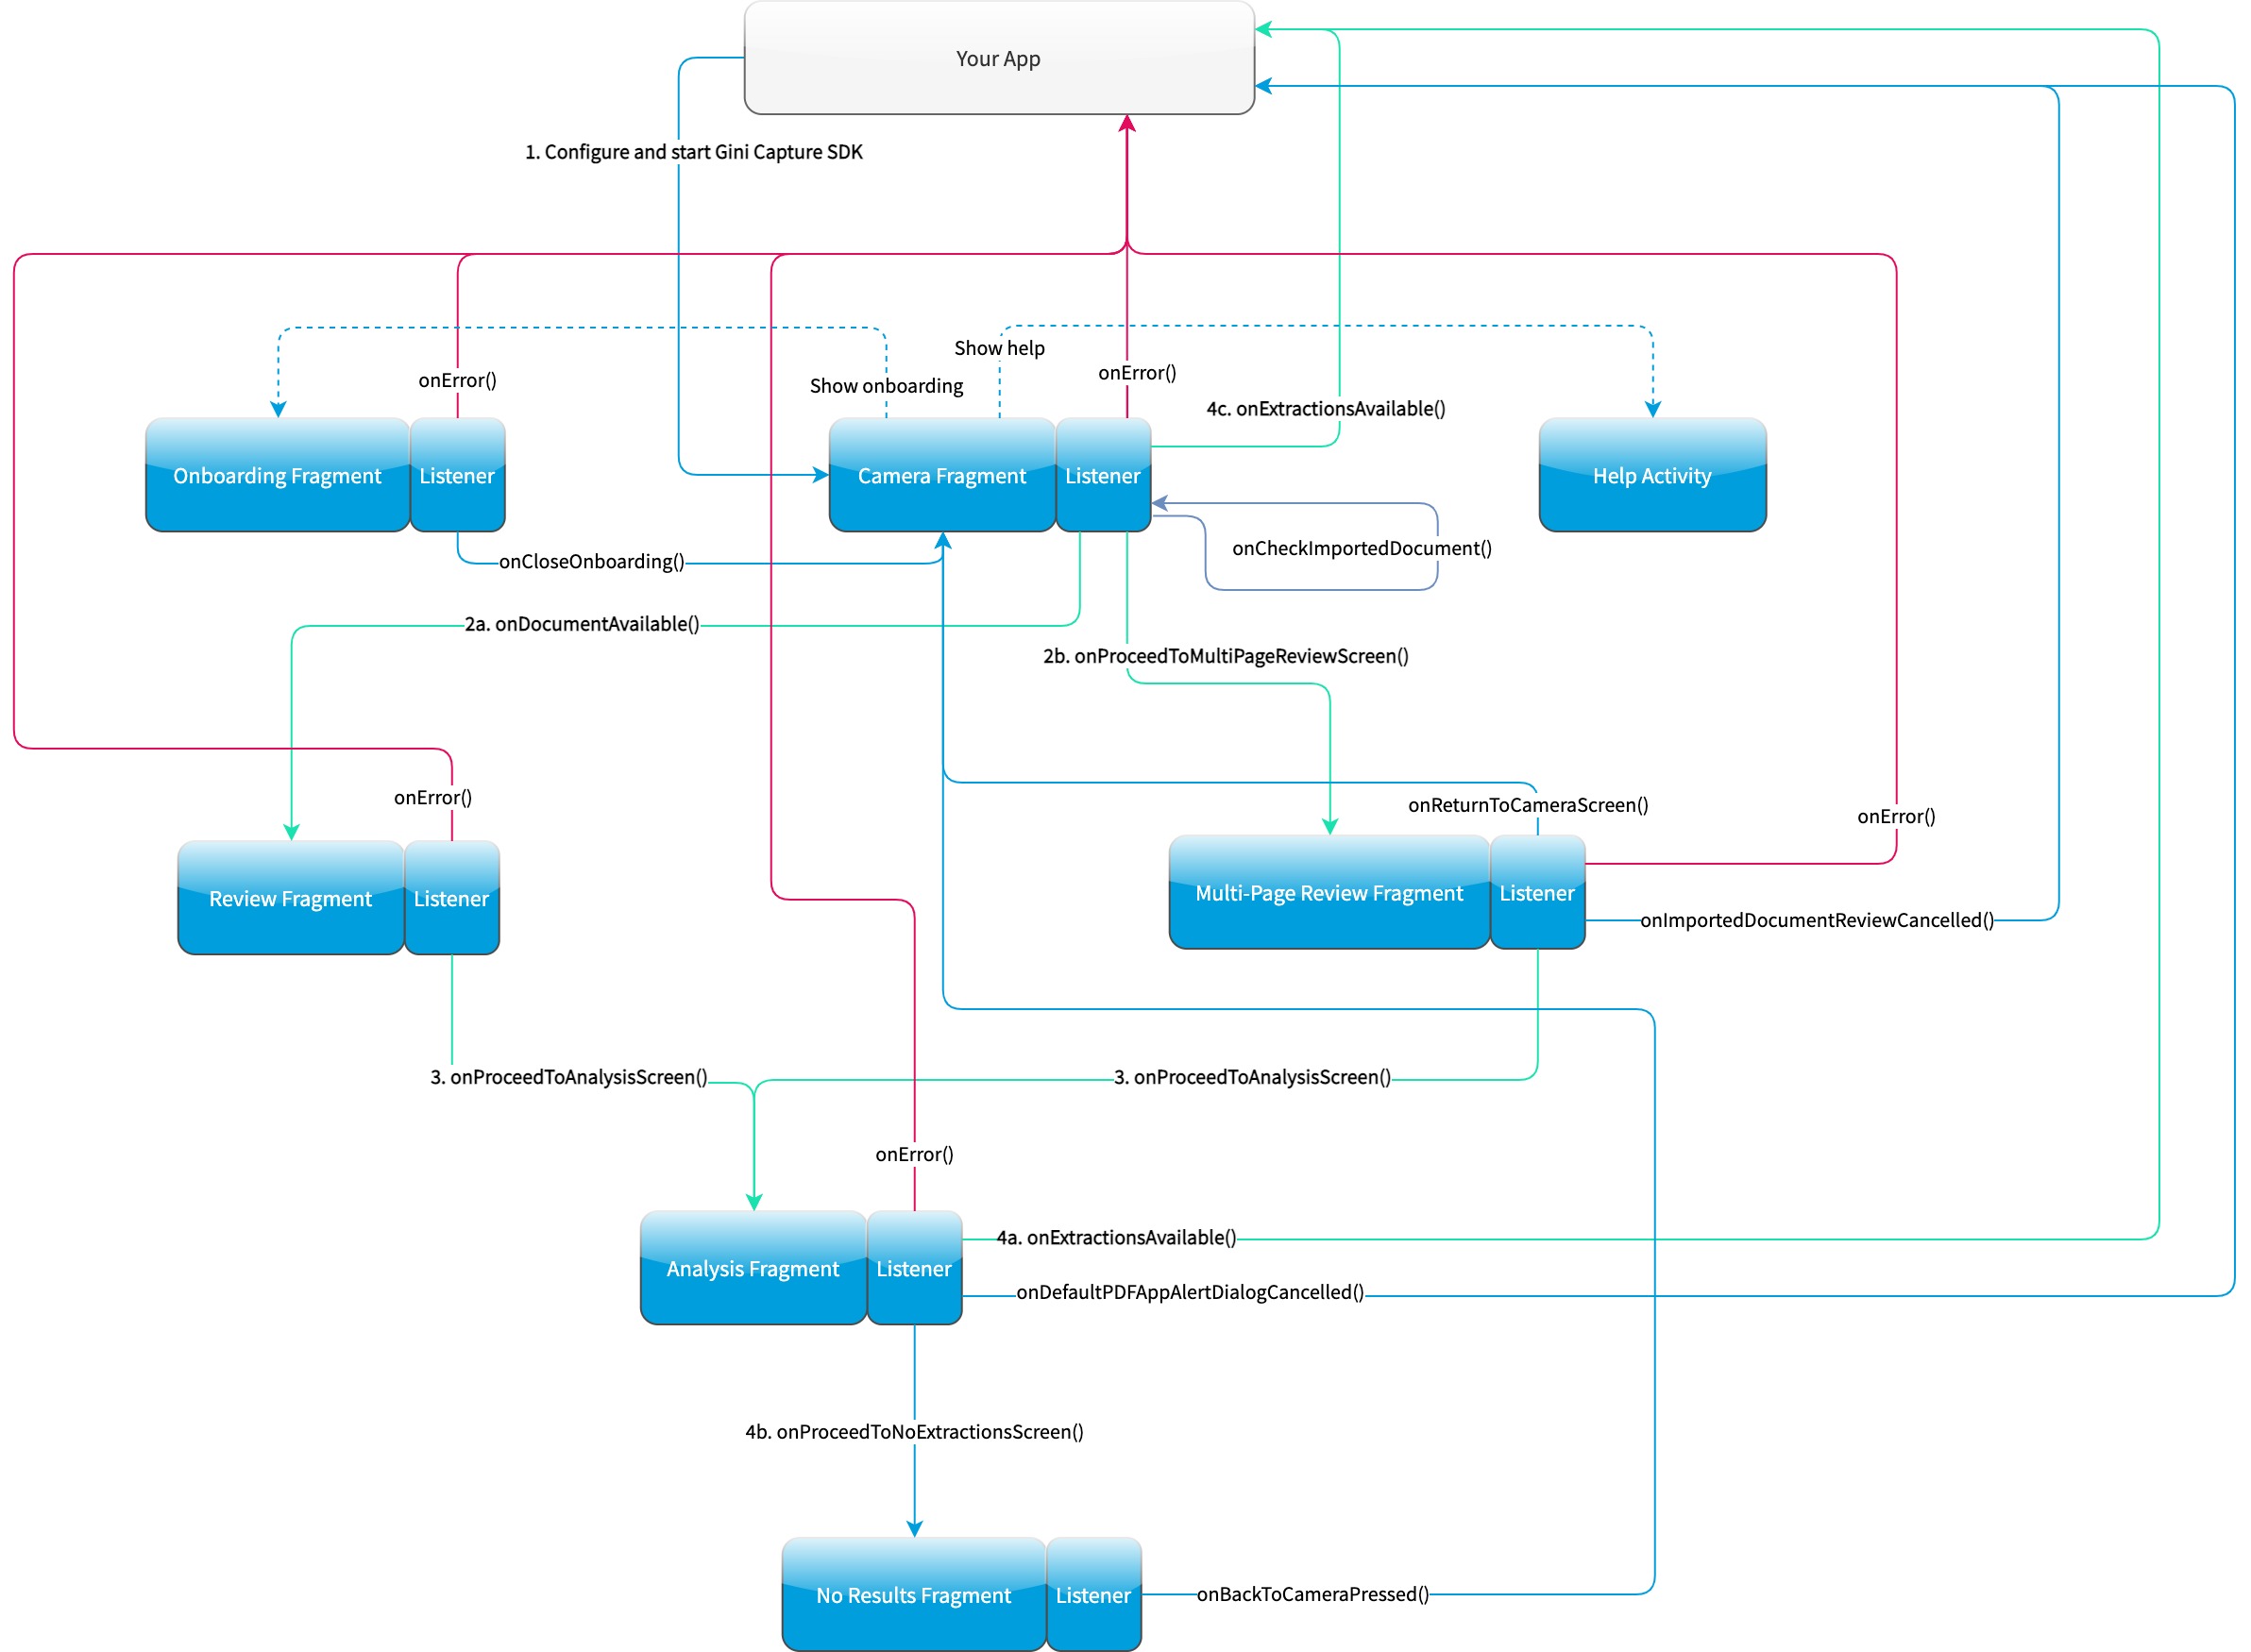 Your App
1. Configure and start Gini Capture SDK
Show help
onError()
onError()
Show onboarding
4c. onExtractionsAvailable()
Onboarding Fragment
Listener
Camera Fragment
Listener
Help Activity
onCheckImportedDocument()
onCloseOnboarding()
2a. onDocumentAvailable()
2b. onProceedToMultiPageReviewScreen()
onError()
onReturnToCameraScreen()
onError()
Review Fragment
Listener
Multi-Page Review Fragment
Listener
onImportedDocumentReviewCancelled()
3. onProceedToAnalysisScreen()
3. onProceedToAnalysisScreen()
onError()
4a. onExtractionsAvailable()
Analysis Fragment
Listener
onDefaultPDFAppAlertDialogCancelled()
4b. onProceedToNoExtractionsScreen()
No Results Fragment
Listener
onBackToCameraPressed()